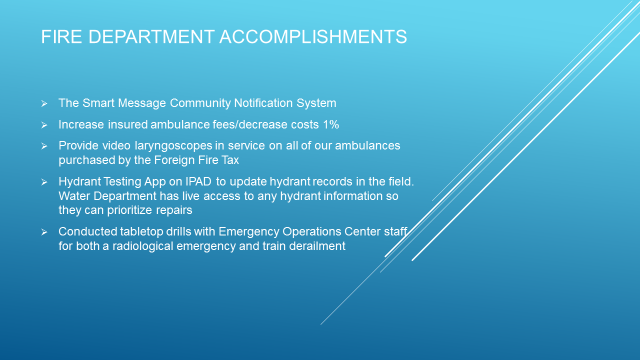 FIRE DEPARTMENT ACCOMPLISHMENTS
The Smart Message Community Notification System
Increase insured ambulance fees/decrease costs 1%
Provide video laryngoscopes in service on all of our ambulances
purchased by the Foreign Fire Tax
Hydrant Testing App on IPAD to update hydrant records in the field.
Water Department has live access to any hydrant information so
they can prioritize repairs
Conducted tabletop drills with Emergency Operations Center staff
for both a radiological emergency and train derailment